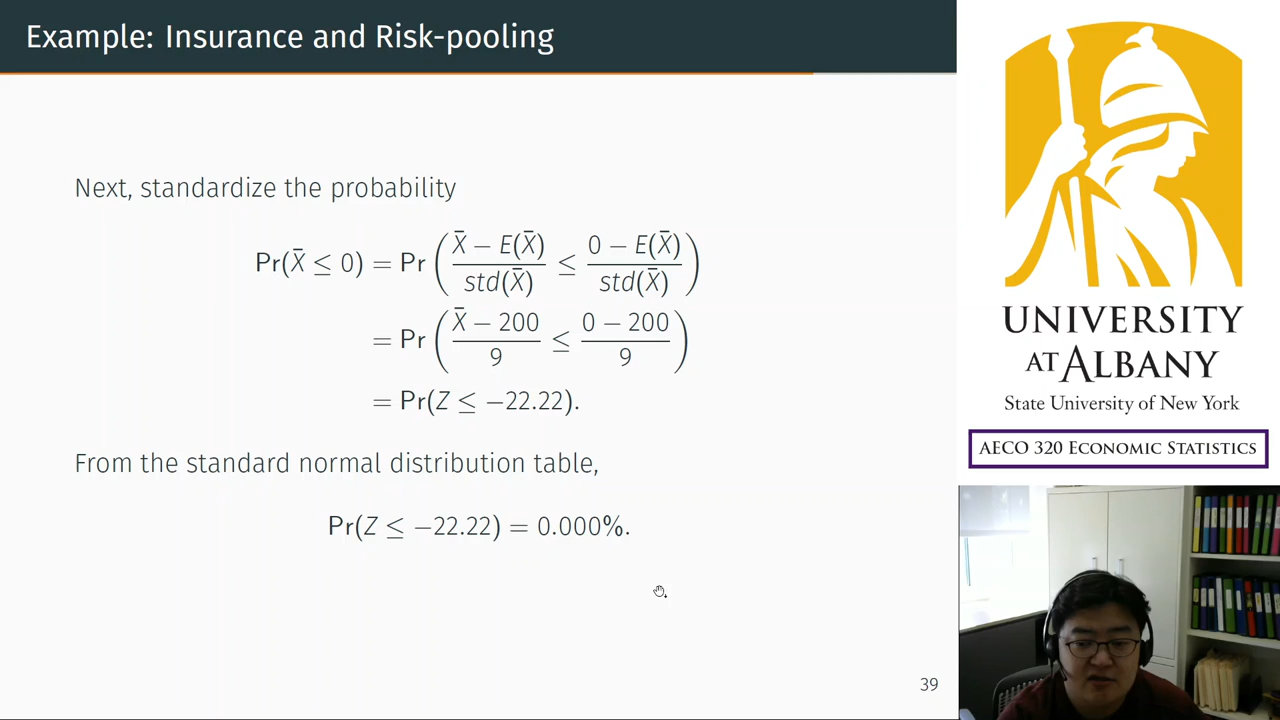 Example: Insurance and Risk-pooling
Next, standardize the probability
Pr(X̄ ≤ 0) = Pr ( (X̄ − E(X̄)) / std(X̄) ≤ (0 − E(X̄)) / std(X̄) )
= Pr ( (X̄ − 200) / 9 ≤ (0 − 200) / 9 )
= Pr(Z ≤ −22.22).
From the standard normal distribution table,
Pr(Z ≤ −22.22) = 0.000%.
39
UNIVERSITY
AT ALBANY
State University of New York
AECO 320 Economic Statistics